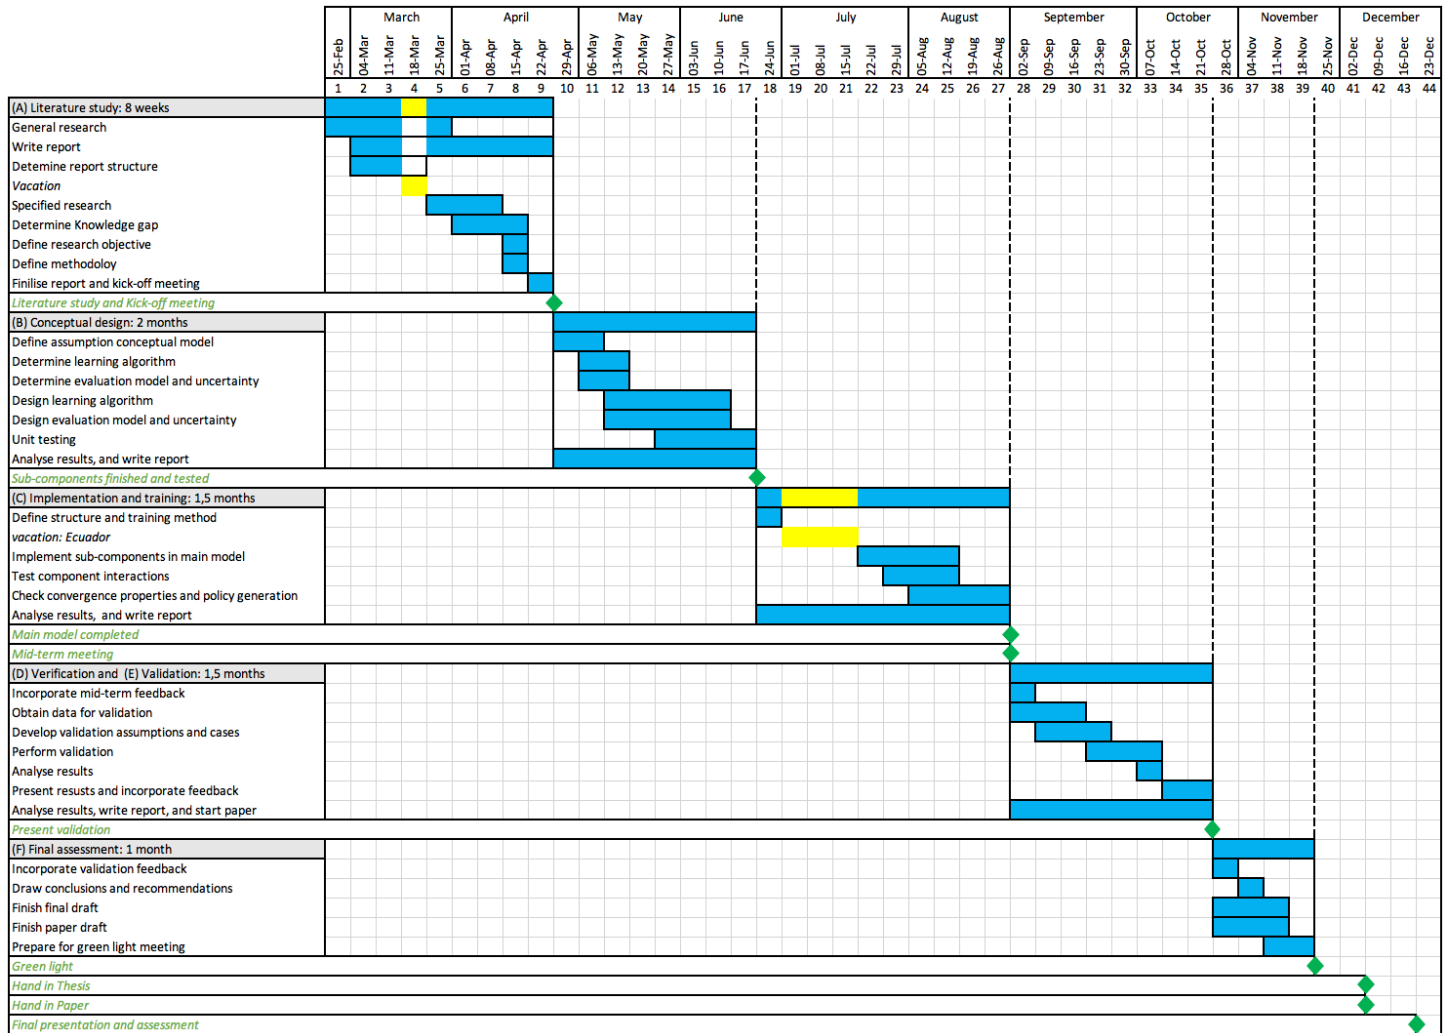 March April May June July August September October November December
25-Feb 04-Mar 11-Mar 18-Mar 25-Mar 01-Apr 08-Apr 15-Apr 22-Apr 29-Apr 06-May 13-May 20-May 27-May 03-Jun 10-Jun 17-Jun 24-Jun 01-Jul 08-Jul 15-Jul 22-Jul 29-Jul 05-Aug 12-Aug 19-Aug 26-Aug 02-Sep 09-Sep 16-Sep 23-Sep 30-Sep 07-Oct 14-Oct 21-Oct 28-Oct 04-Nov 11-Nov 18-Nov 25-Nov 02-Dec 09-Dec 16-Dec 23-Dec
1 2 3 4 5 6 7 8 9 10 11 12 13 14 15 16 17 18 19 20 21 22 23 24 25 26 27 28 29 30 31 32 33 34 35 36 37 38 39 40 41 42 43 44
(A) Literature study: 8 weeks
General research
Write report
Detemine report structure
Vacation
Specified research
Determine Knowledge gap
Define research objective
Define methodoloy
Finilise report and kick-off meeting
Literature study and Kick-off meeting
(B) Conceptual design: 2 months
Define assumption conceptual model
Determine learning algorithm
Determine evaluation model and uncertainty
Design learning algorithm
Design evaluation model and uncertainty
Unit testing
Analyse results, and write report
Sub-components finished and tested
(C) Implementation and training: 1,5 months
Define structure and training method
vacation: Ecuador
Implement sub-components in main model
Test component interactions
Check convergence properties and policy generation
Analyse results, and write report
Main model completed
Mid-term meeting
(D) Verification and (E) Validation: 1,5 months
Incorporate mid-term feedback
Obtain data for validation
Develop validation assumptions and cases
Perform validation
Analyse results
Present resusts and incorporate feedback
Analyse results, write report, and start paper
Present validation
(F) Final assessment: 1 month
Incorporate validation feedback
Draw conclusions and recommendations
Finish final draft
Finish paper draft
Prepare for green light meeting
Green light
Hand in Thesis
Hand in Paper
Final presentation and assessment